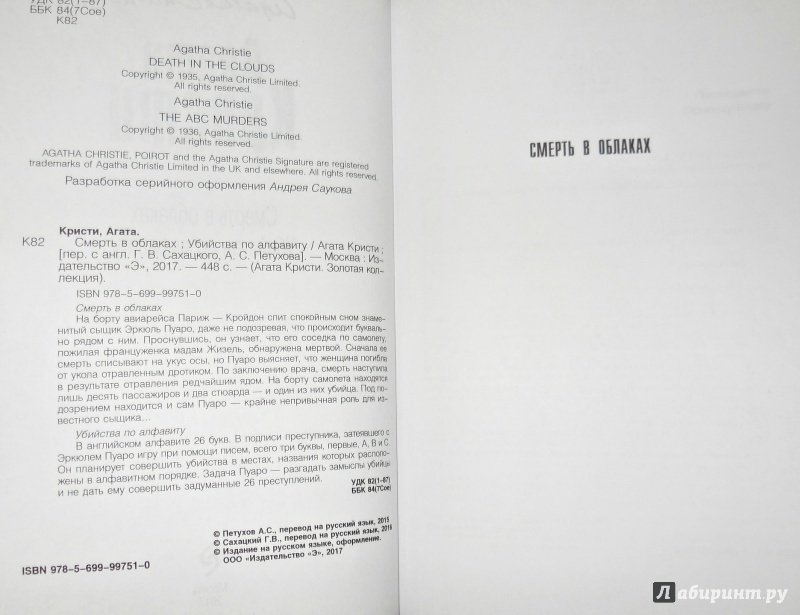 УДК 82(1-87)
ББК 84(7Сое)
К82
Agatha Christie
DEATH IN THE CLOUDS
Copyright © 1935, Agatha Christie Limited.
All rights reserved.
Agatha Christie
THE ABC MURDERS
Copyright © 1936, Agatha Christie Limited.
All rights reserved.
AGATHA CHRISTIE, POIROT and the Agatha Christie Signature are registered
trademarks of Agatha Christie Limited in the UK and elsewhere. All rights reserved.
Разработка серийного оформления Андрея Саукова
Кристи, Агата.
К82 Смерть в облаках ; Убийства по алфавиту / Агата Кристи ;
[пер. с англ. Г. В. Сахацкого, А. С. Петухова]. — Москва : Из-
дательство «Э», 2017. — 448 с. — (Агата Кристи. Золотая кол-
лекция).
ISBN 978-5-699-99751-0
Смерть в облаках
На борту авиарейса Париж — Кройдон спит спокойным сном знаме-
нитый сыщик Эркюль Пуаро, даже не подозревая, что происходит букваль-
но рядом с ним. Проснувшись, он узнает, что его соседка по самолету,
пожилая француженка мадам Жизель, обнаружена мертвой. Сначала ее
смерть списывают на укус осы, но Пуаро выясняет, что женщина погибла
от укола отравленным дротиком. По заключению врача, смерть наступила
в результате отравления редчайшим ядом. На борту самолета находятся
лишь десять пассажиров и два стюарда — и один из них убийца. Под по-
дозрением находится и сам Пуаро — крайне непривычная роль для из-
вестного сыщика...
Убийства по алфавиту
В английском алфавите 26 букв. В подписи преступника, затеявшего с
Эркюлем Пуаро игру при помощи писем, всего три буквы, первые, A, B и C.
Он планирует совершить убийства в местах, названия которых располо-
жены в алфавитном порядке. Задача Пуаро — разгадать замыслы убийцы
и не дать ему совершить задуманные 26 преступлений.
УДК 82(1-87)
ББК 84(7Сое)
© Петухов А.С., перевод на русский язык, 2015
© Сахацкий Г.В., перевод на русский язык, 2016
© Издание на русском языке, оформление.
ООО «Издательство «Э», 2017
ISBN 978-5-699-99751-0
СМЕРТЬ В ОБЛАКАХ
Лабиринт.ру